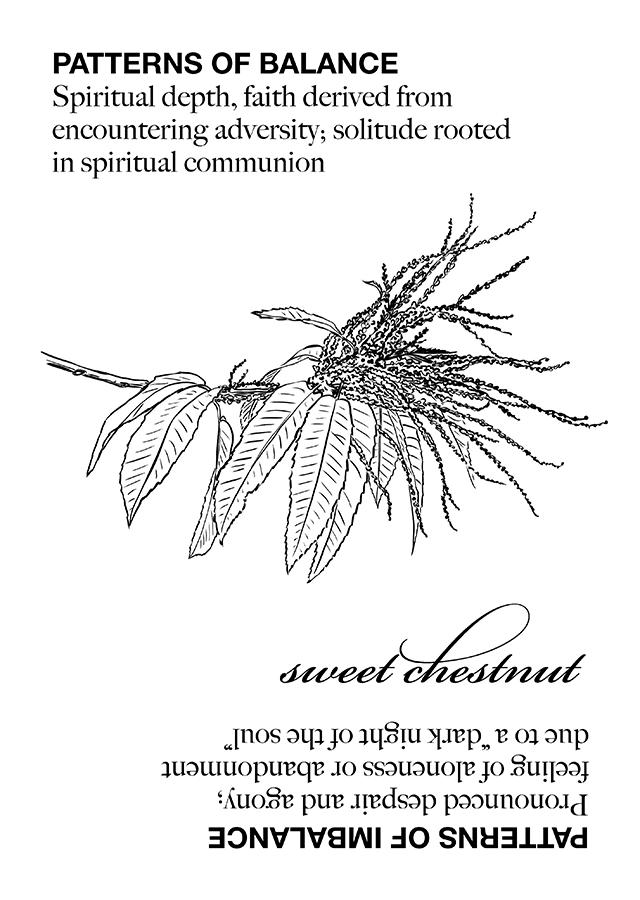 PATTERNS OF BALANCE
Spiritual depth, faith derived from
encountering adversity; solitude rooted
in spiritual communion
sweet chestnut
PATTERNS OF IMBALANCE
Pronounced despair and agony;
feeling of aloneness or abandonment
due to a “dark night of the soul”